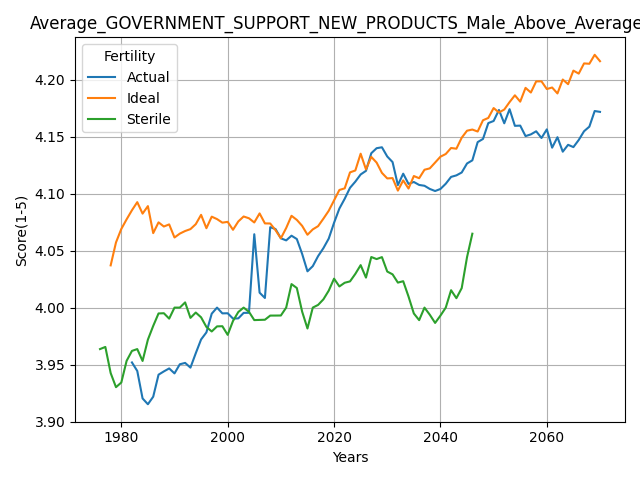 Average_GOVERNMENT_SUPPORT_NEW_PRODUCTS_Male_Above_Average
Fertility
Actual
Ideal
Sterile
Score(1-5)
4.20
4.15
4.10
4.05
4.00
3.95
3.90
1980 2000 2020 2040 2060
Years